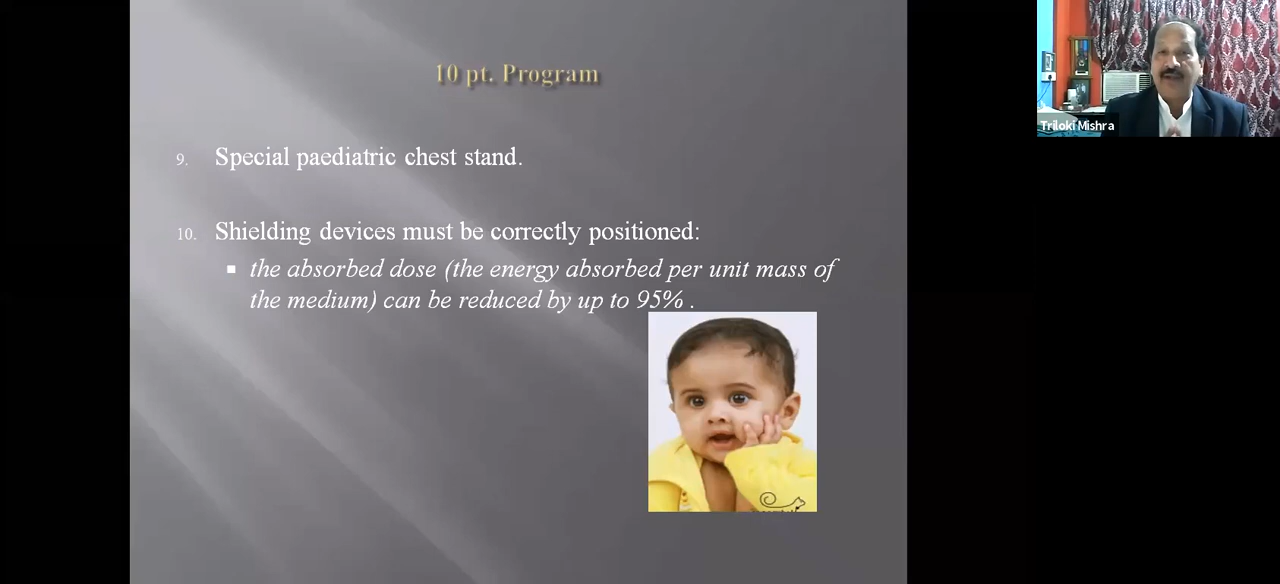 10 pt. Program
9. Special paediatric chest stand.
10. Shielding devices must be correctly positioned:
▪ the absorbed dose (the energy absorbed per unit mass of
the medium) can be reduced by up to 95% .
Triloki Mishra